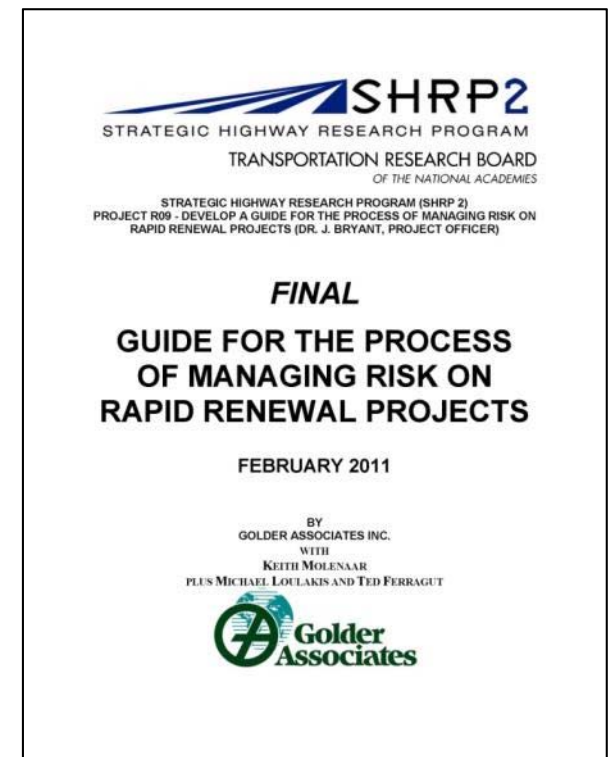 SHRP2
STRATEGIC HIGHWAY RESEARCH PROGRAM
TRANSPORTATION RESEARCH BOARD
OF THE NATIONAL ACADEMIES
STRATEGIC HIGHWAY RESEARCH PROGRAM (SHRP 2)
PROJECT R09 - DEVELOP A GUIDE FOR THE PROCESS OF MANAGING RISK ON
RAPID RENEWAL PROJECTS (DR. J. BRYANT, PROJECT OFFICER)
FINAL
GUIDE FOR THE PROCESS
OF MANAGING RISK ON
RAPID RENEWAL PROJECTS
FEBRUARY 2011
BY
GOLDER ASSOCIATES INC.
WITH
KEITH MOLENAAR
PLUS MICHAEL LOULAKIS AND TED FERRAGUT
Golder
Associates